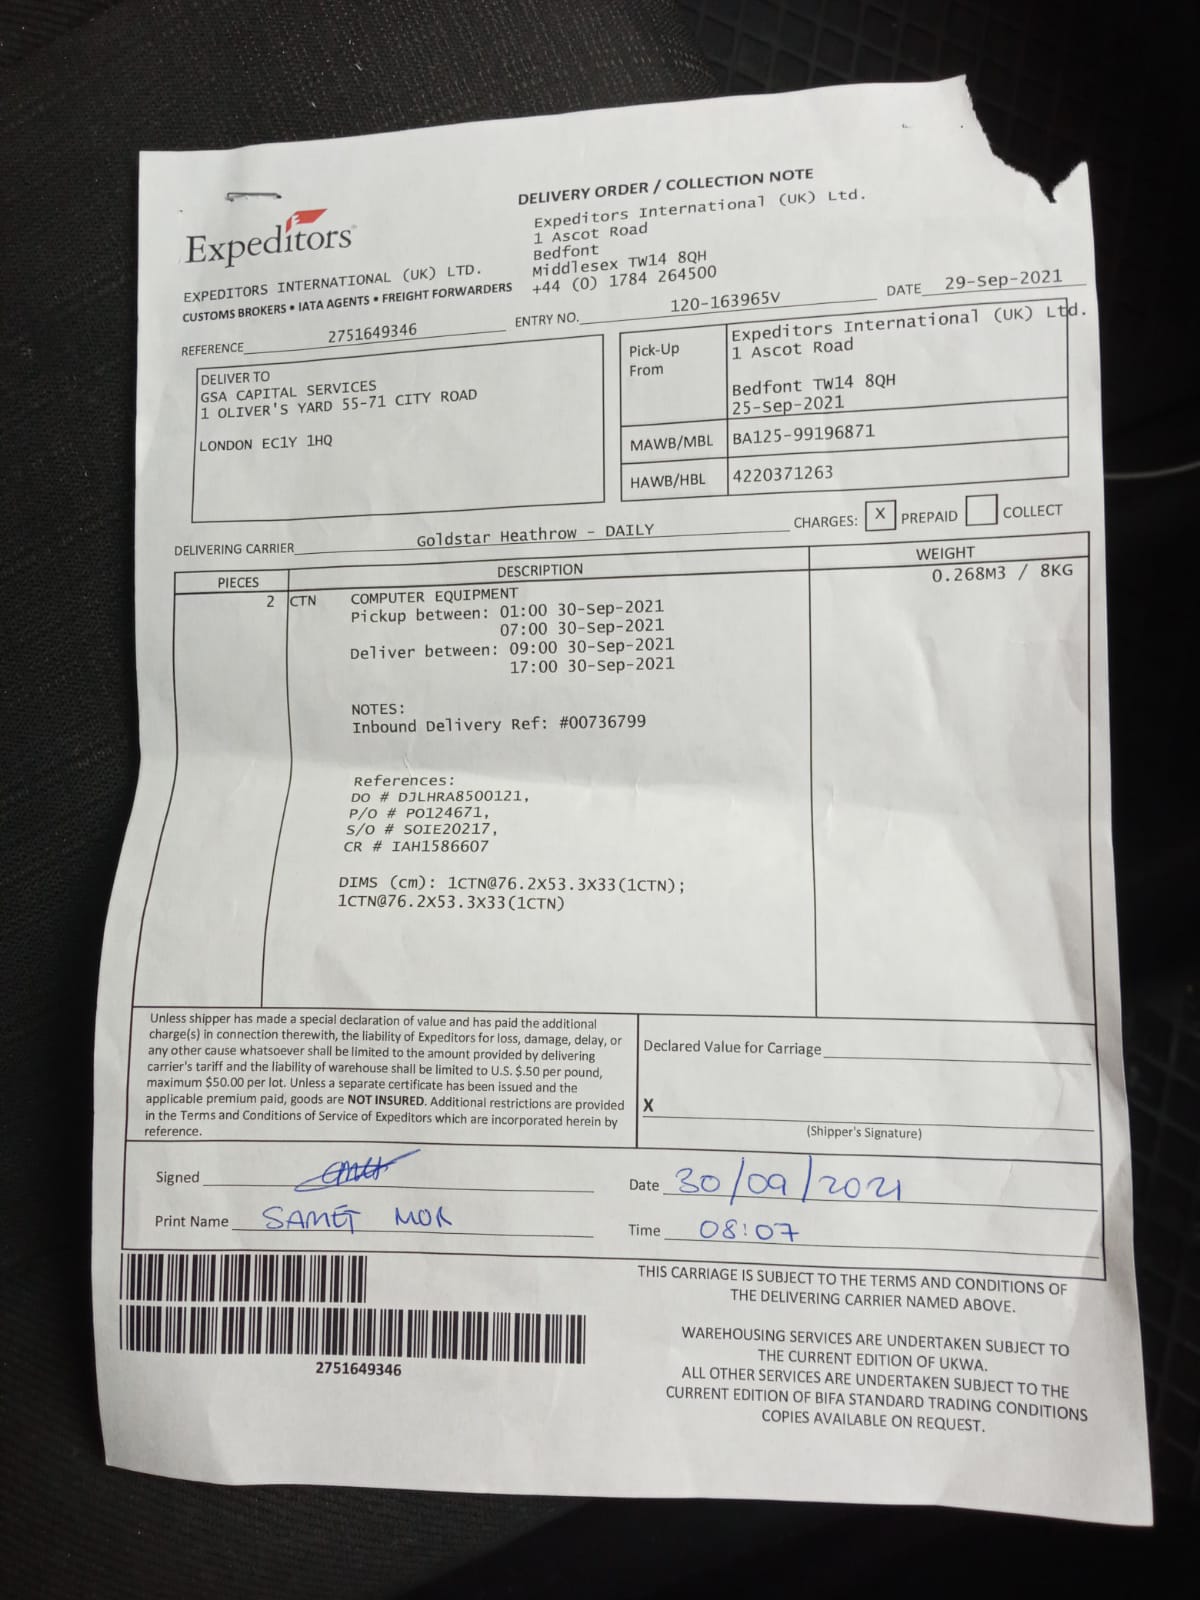 DELIVERY ORDER / COLLECTION NOTE
Expeditors
Expeditors International (UK) Ltd.
1 Ascot Road
Bedfont
Middlesex TW14 8QH
+44 (0) 1784 264500
EXPEDITORS INTERNATIONAL (UK) LTD.
CUSTOMS BROKERS • IATA AGENTS • FREIGHT FORWARDERS
REFERENCE 2751649346 ENTRY NO. 120-163965V DATE 29-Sep-2021
DELIVER TO
GSA CAPITAL SERVICES
1 OLIVER'S YARD 55-71 CITY ROAD
LONDON EC1Y 1HQ
Pick-Up From
Expeditors International (UK) Ltd.
1 Ascot Road
Bedfont TW14 8QH
25-Sep-2021
MAWB/MBL BA125-99196871
HAWB/HBL 4220371263
DELIVERING CARRIER Goldstar Heathrow - DAILY CHARGES: X PREPAID COLLECT
PIECES DESCRIPTION WEIGHT
2 CTN COMPUTER EQUIPMENT 0.268M3 / 8KG
Pickup between: 01:00 30-Sep-2021
07:00 30-Sep-2021
Deliver between: 09:00 30-Sep-2021
17:00 30-Sep-2021
NOTES:
Inbound Delivery Ref: #00736799
References:
DO # DJLHRA8500121,
P/O # PO124671,
S/O # SOIE20217,
CR # IAH1586607
DIMS (cm): 1CTN@76.2X53.3X33(1CTN);
1CTN@76.2X53.3X33(1CTN)
Unless shipper has made a special declaration of value and has paid the additional
charge(s) in connection therewith, the liability of Expeditors for loss, damage, delay, or
any other cause whatsoever shall be limited to the amount provided by delivering
carrier's tariff and the liability of warehouse shall be limited to U.S. $.50 per pound,
maximum $50.00 per lot. Unless a separate certificate has been issued and the
applicable premium paid, goods are NOT INSURED. Additional restrictions are provided
in the Terms and Conditions of Service of Expeditors which are incorporated herein by
reference.
Declared Value for Carriage
X
(Shipper's Signature)
Signed
Date 30/09/2021
Print Name SAMET MOR
Time 08:07
2751649346
THIS CARRIAGE IS SUBJECT TO THE TERMS AND CONDITIONS OF
THE DELIVERING CARRIER NAMED ABOVE.
WAREHOUSING SERVICES ARE UNDERTAKEN SUBJECT TO
THE CURRENT EDITION OF UKWA.
ALL OTHER SERVICES ARE UNDERTAKEN SUBJECT TO THE
CURRENT EDITION OF BIFA STANDARD TRADING CONDITIONS
COPIES AVAILABLE ON REQUEST.